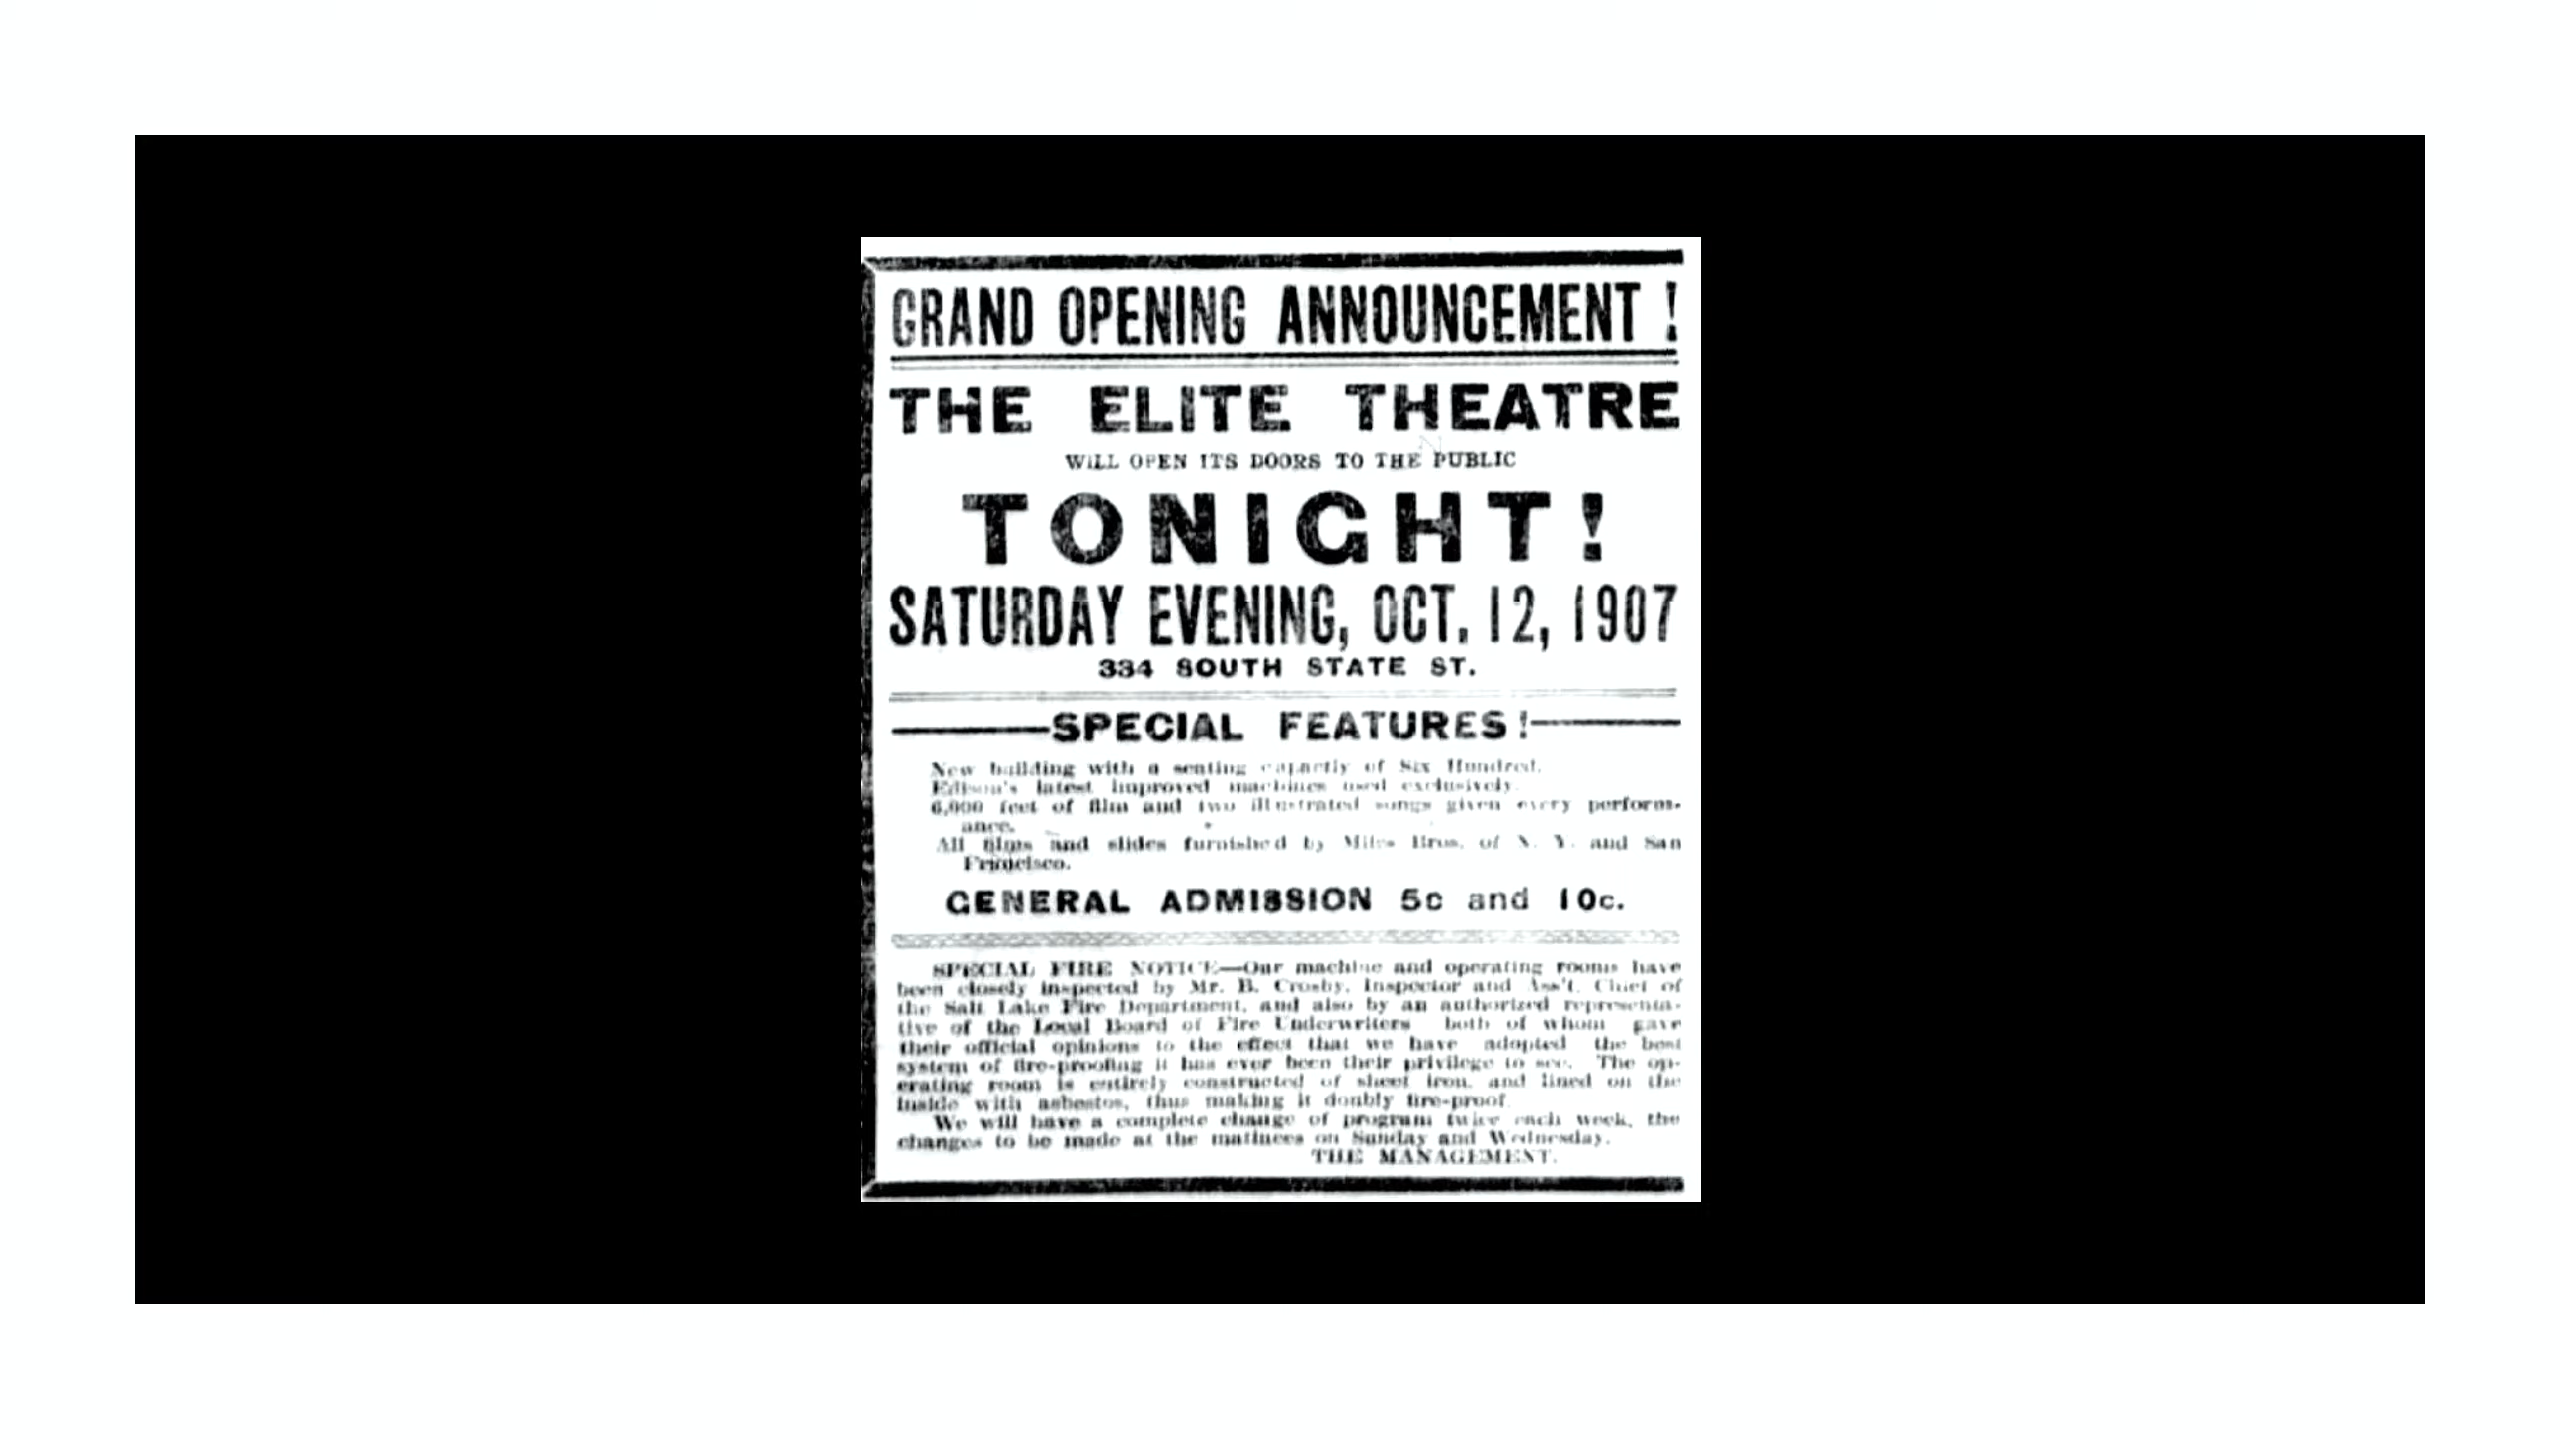 GRAND OPENING ANNOUNCEMENT !
THE ELITE THEATRE
WILL OPEN ITS DOORS TO THE PUBLIC
TONIGHT!
SATURDAY EVENING, OCT. 12, 1907
334 SOUTH STATE ST.
SPECIAL FEATURES!
New building with a seating capactiy of Six Hundred.
Edison's latest improved machines used exclusively.
6,000 feet of film and two illustrated songs given every perform-
ance.
All films and slides furnished by Miles Bros. of N. Y. and San
Francisco.
GENERAL ADMISSION 5c and 10c.
SPECIAL FIRE NOTICE—Our machine and operating rooms have
been closely inspected by Mr. B. Crosby, Inspector and Ass't. Chief of
the Salt Lake Fire Department, and also by an authorized representa-
tive of the Local Board of Fire Underwriters both of whom gave
their official opinions to the effect that we have adopted the best
system of fire-proofing it has ever been their privilege to see. The op-
erating room is entirely constructed of sheet iron, and lined on the
inside with asbestos, thus making it doubly fire-proof.
We will have a complete change of program twice each week, the
changes to be made at the matinees on Sunday and Wednesday.
THE MANAGEMENT.